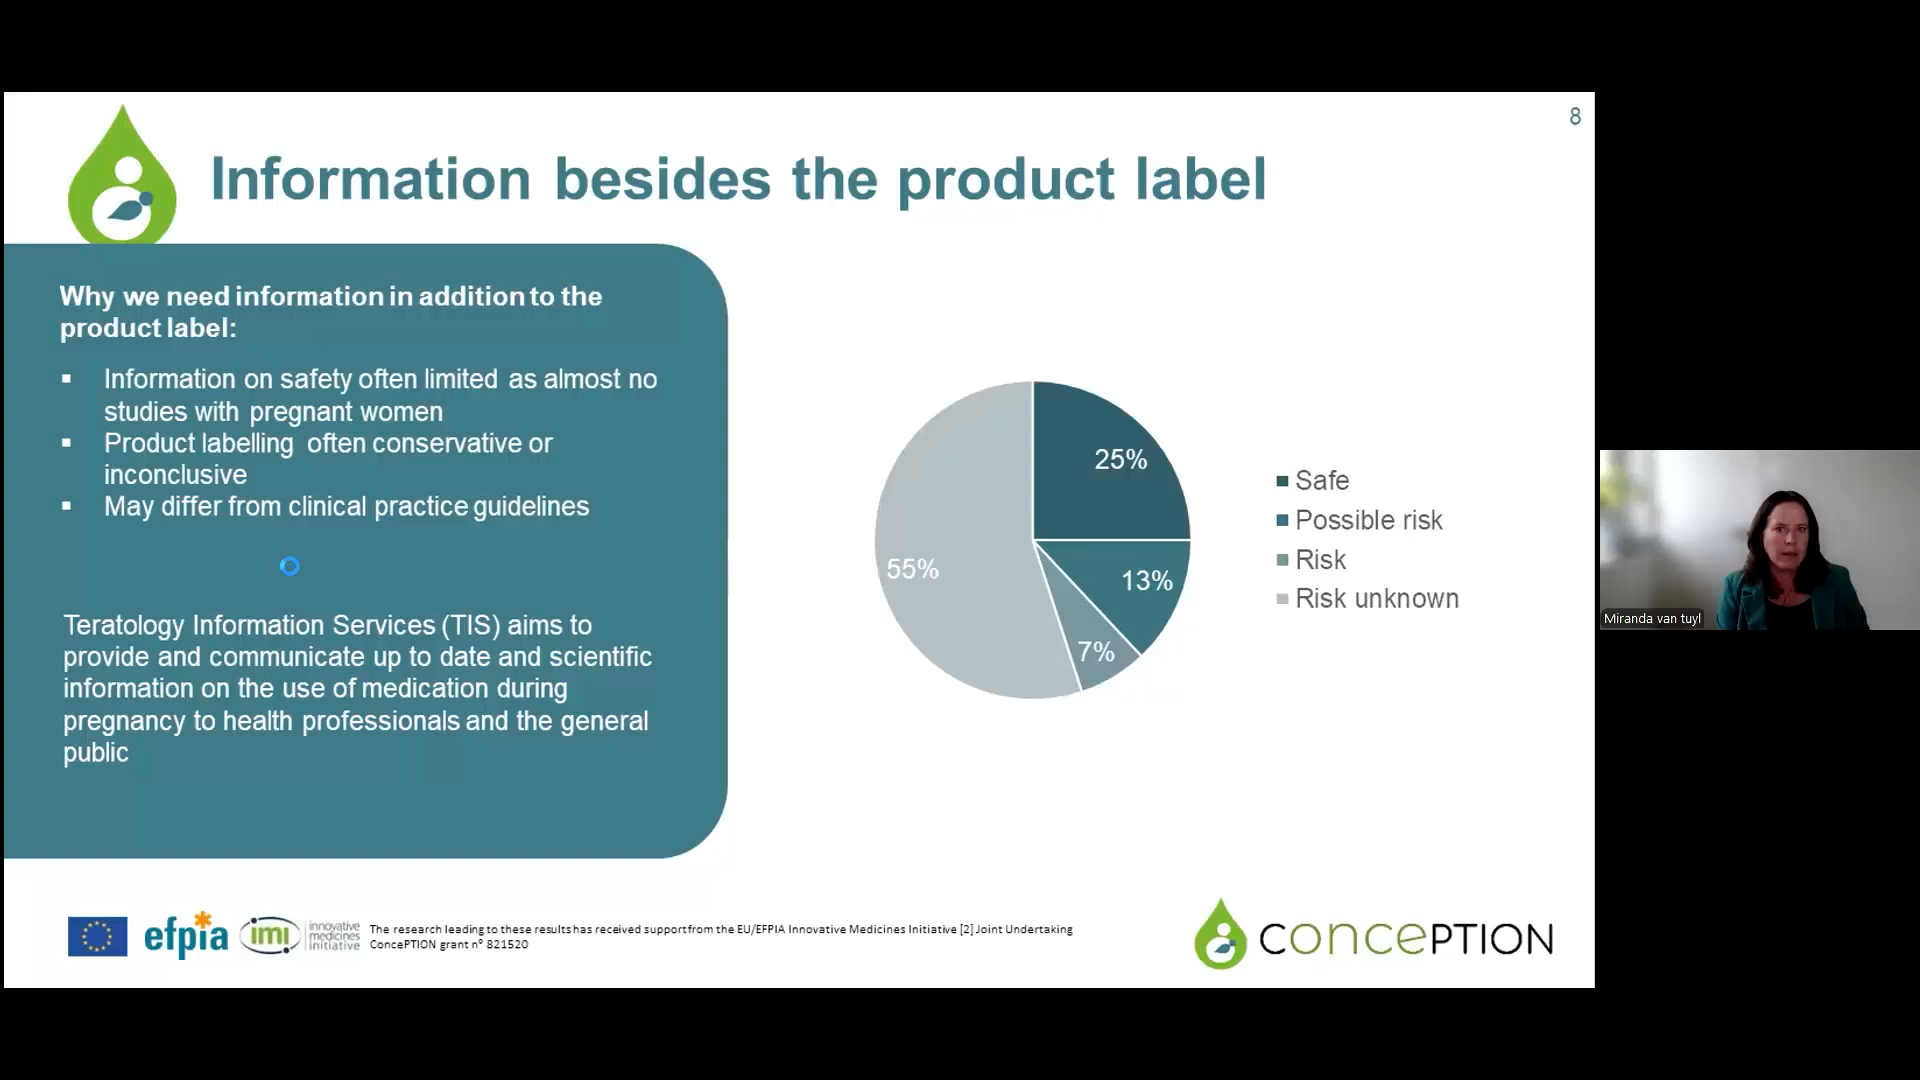 8
Information besides the product label
Why we need information in addition to the
product label:
▪ Information on safety often limited as almost no
studies with pregnant women
▪ Product labelling often conservative or
inconclusive
▪ May differ from clinical practice guidelines
Teratology Information Services (TIS) aims to
provide and communicate up to date and scientific
information on the use of medication during
pregnancy to health professionals and the general
public
25%
13%
7%
55%
Safe
Possible risk
Risk
Risk unknown
Miranda van tuyl
efpia
imi
innovative
medicines
initiative
The research leading to these results has received support from the EU/EFPIA Innovative Medicines Initiative [2] Joint Undertaking
ConcePTION grant nº 821520
ConcePTION